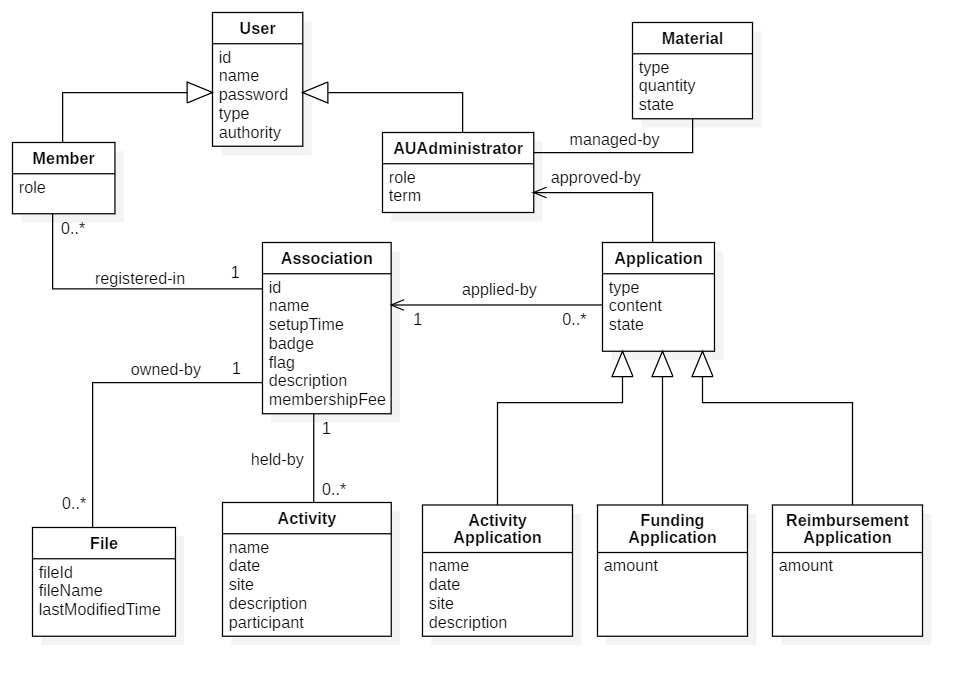 User
id
name
password
type
authority
Material
type
quantity
state
Member
role
AUAdministrator
role
term
managed-by
approved-by
0..*
registered-in
1
Association
id
name
setupTime
badge
flag
description
membershipFee
applied-by
1
0..*
Application
type
content
state
owned-by
1
0..*
1
held-by
0..*
File
fileId
fileName
lastModifiedTime
Activity
name
date
site
description
participant
Activity
Application
name
date
site
description
Funding
Application
amount
Reimbursement
Application
amount